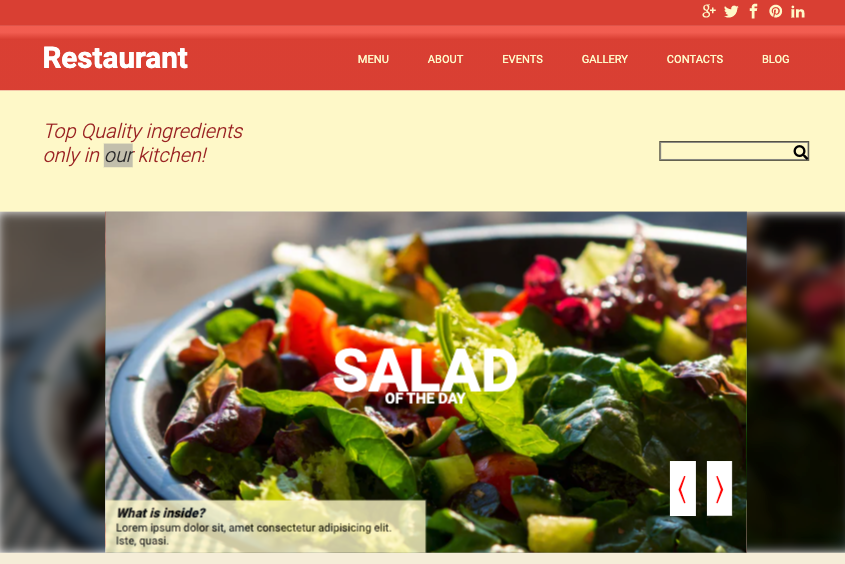 Restaurant
MENU ABOUT EVENTS GALLERY CONTACTS BLOG
Top Quality ingredients
only in our kitchen!
SALAD
OF THE DAY
What is inside?
Lorem ipsum dolor sit, amet consectetur adipisicing elit.
Iste, quasi.